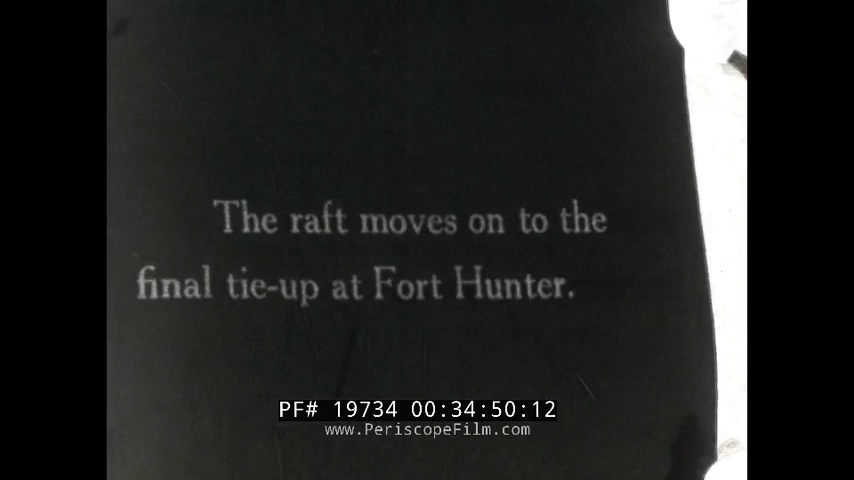 The raft moves on to the
final tie-up at Fort Hunter.
PF# 19734 00:34:50:12
www.PeriscopeFilm.com